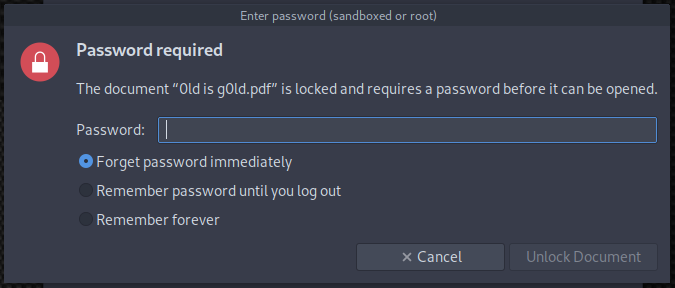 Enter password (sandboxed or root)
Password required
The document “0ld is g0ld.pdf” is locked and requires a password before it can be opened.
Password:
Forget password immediately
Remember password until you log out
Remember forever
Cancel
Unlock Document